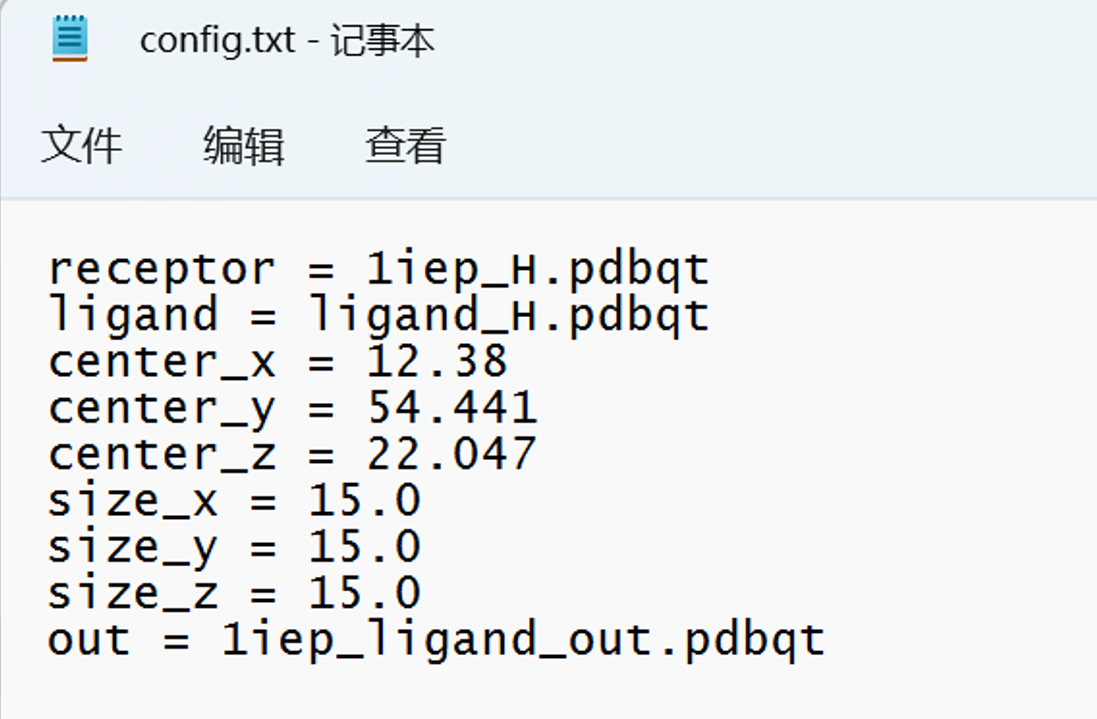 config.txt - 记事本
文件 编辑 查看
receptor = 1iep_H.pdbqt
ligand = ligand_H.pdbqt
center_x = 12.38
center_y = 54.441
center_z = 22.047
size_x = 15.0
size_y = 15.0
size_z = 15.0
out = 1iep_ligand_out.pdbqt